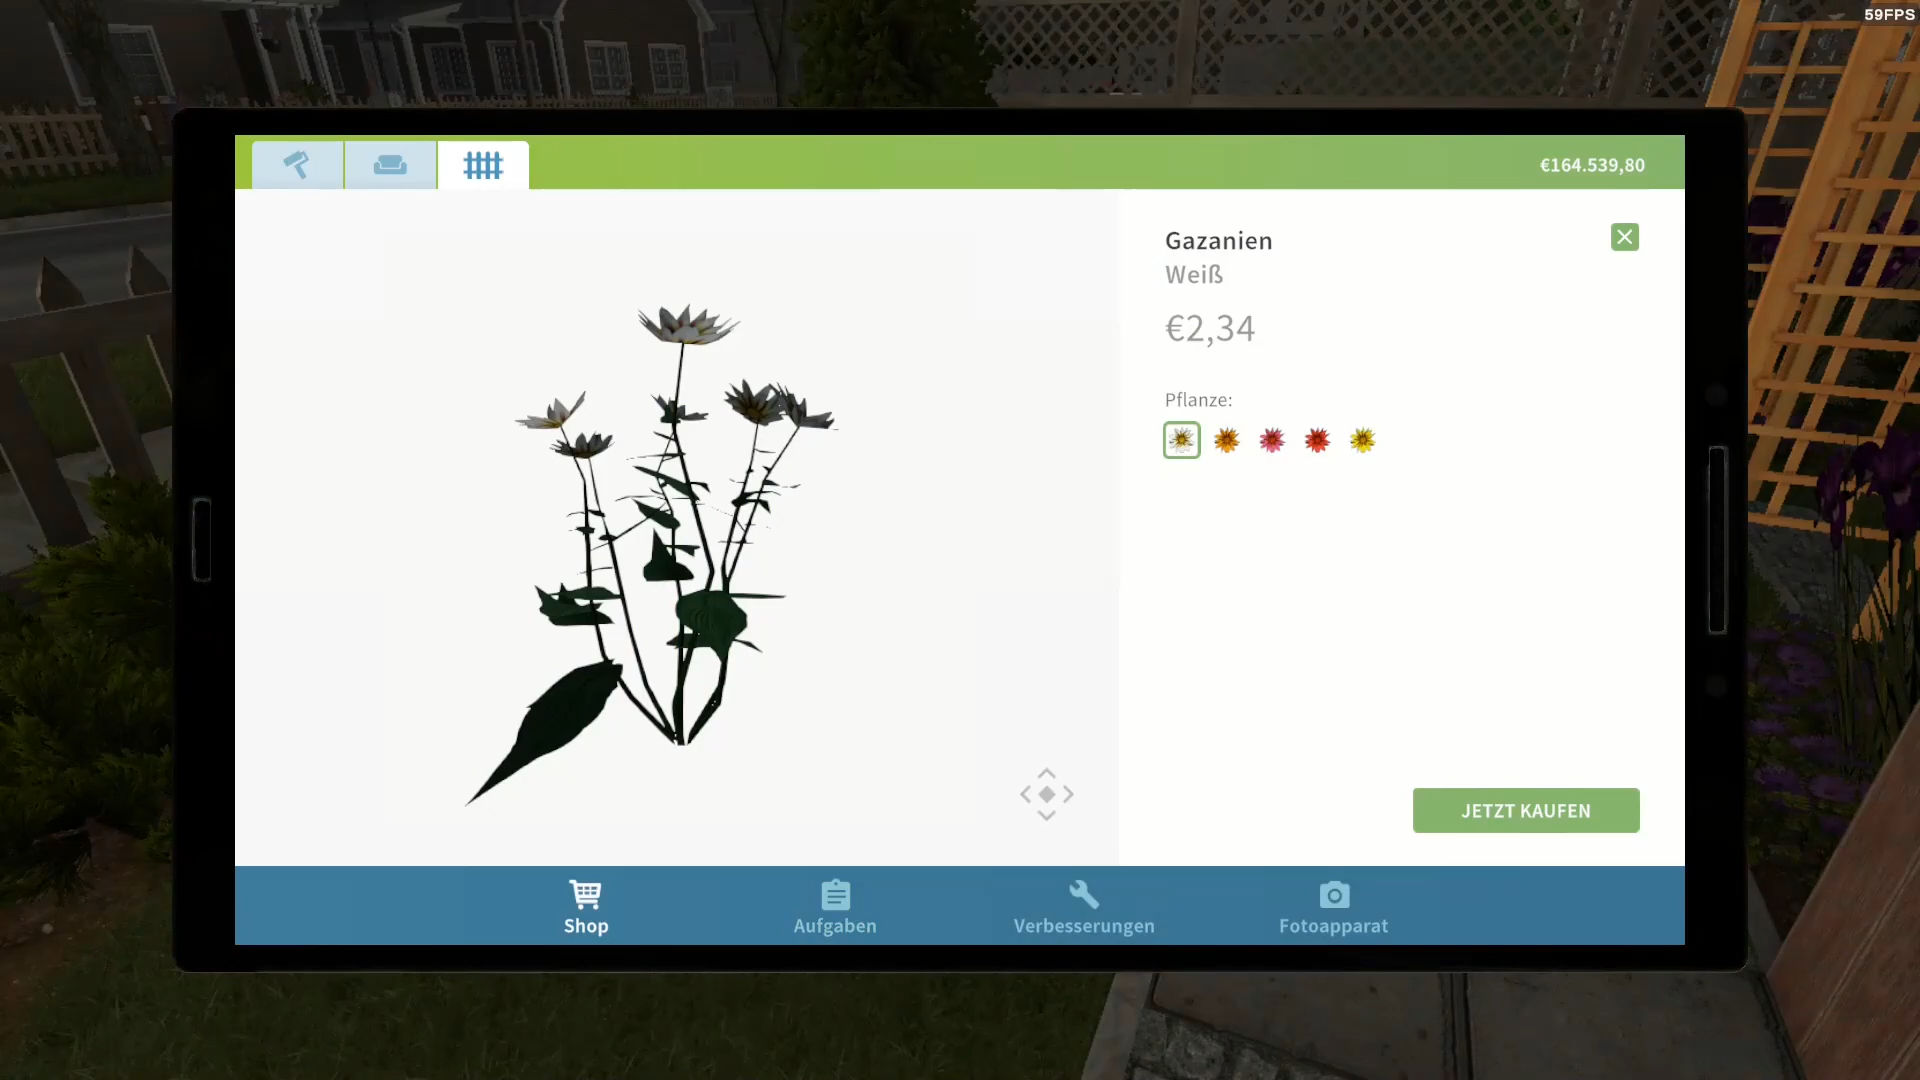 59FPS
€164.539,80
Gazanien
Weiß
€2,34
Pflanze:
JETZT KAUFEN
Shop
Aufgaben
Verbesserungen
Fotoapparat